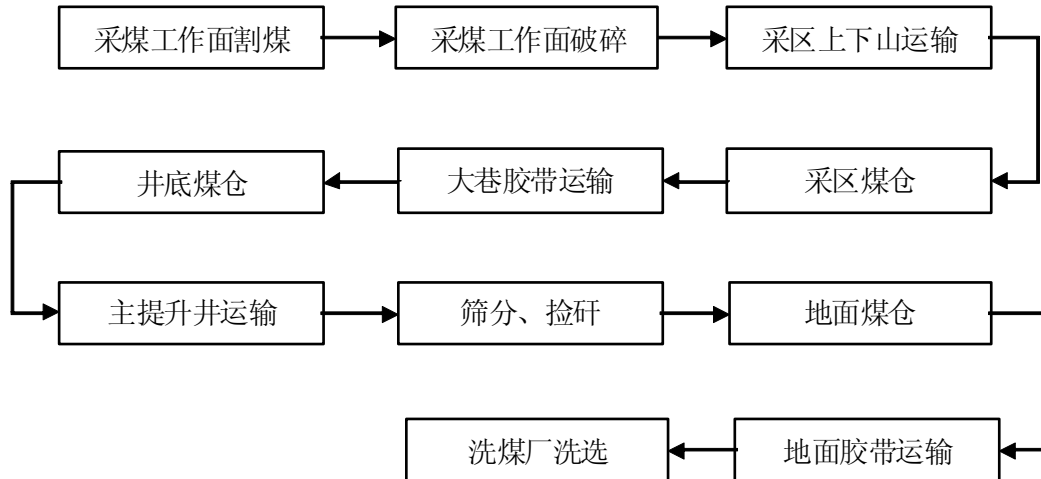 采煤工作面割煤
采煤工作面破碎
采区上下山运输
采区煤仓
大巷胶带运输
井底煤仓
主提升井运输
筛分、捡矸
地面煤仓
地面胶带运输
洗煤厂洗选